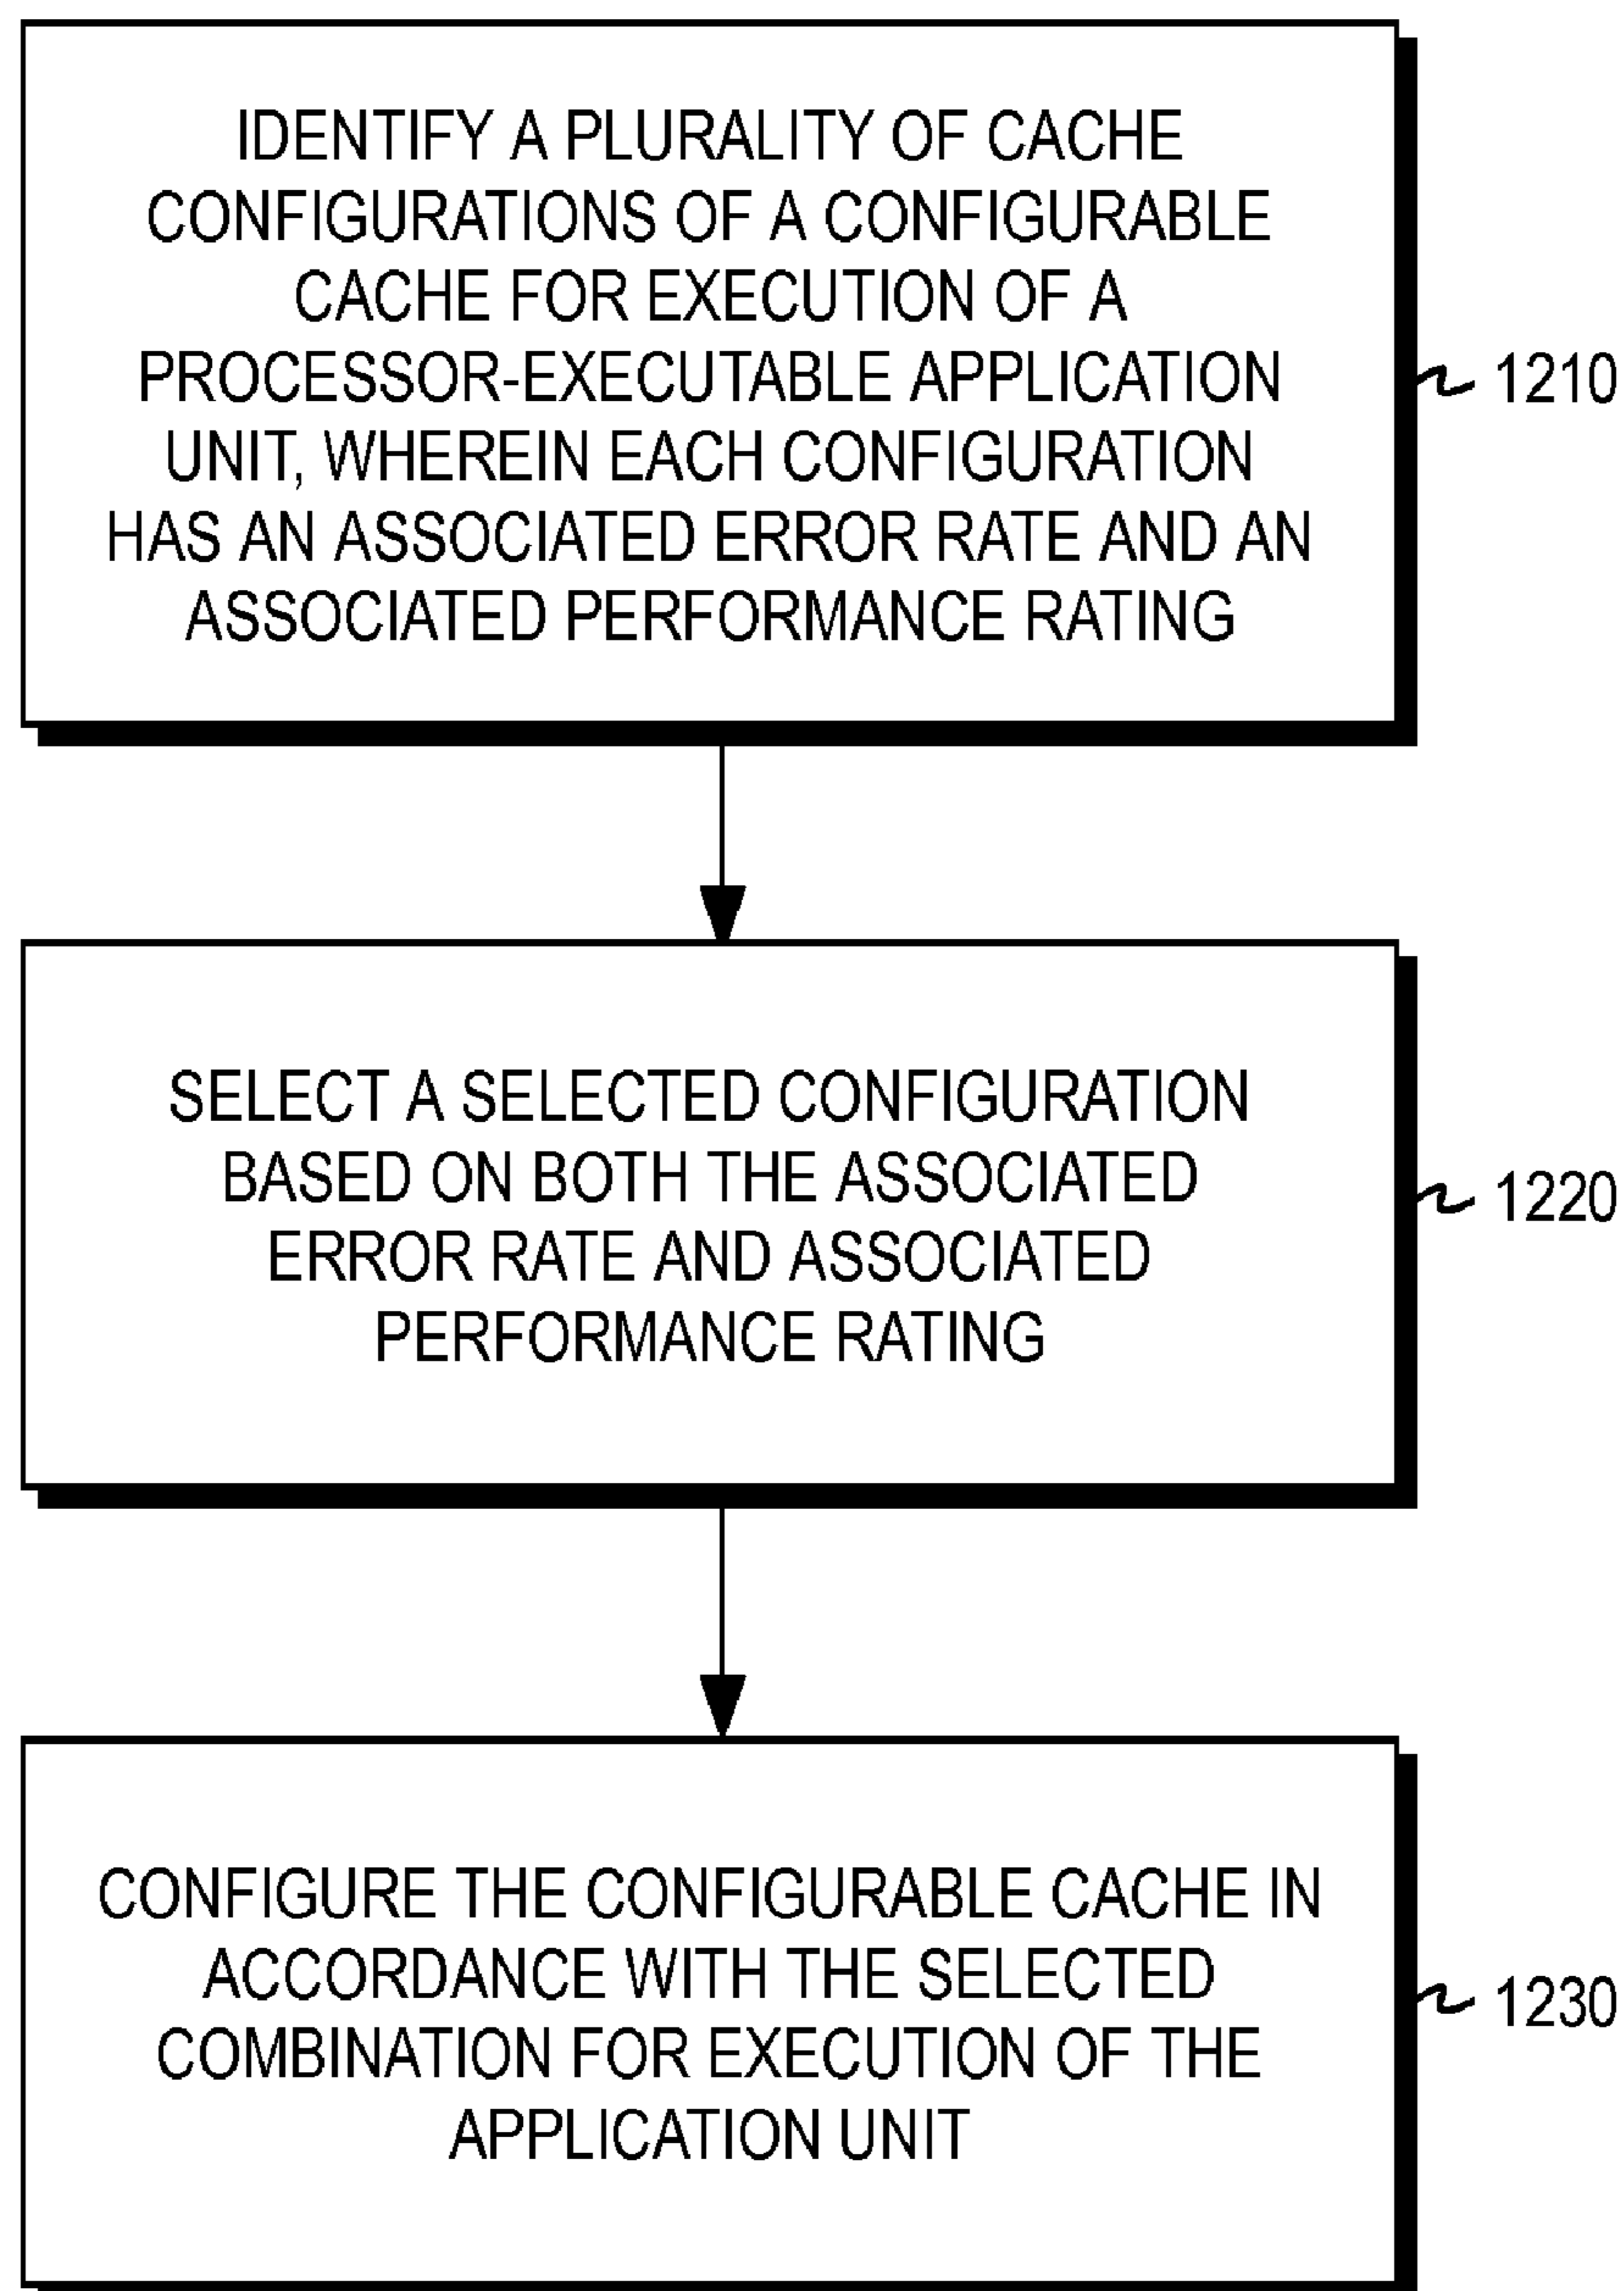 IDENTIFY A PLURALITY OF CACHE
CONFIGURATIONS OF A CONFIGURABLE
CACHE FOR EXECUTION OF A
PROCESSOR-EXECUTABLE APPLICATION
UNIT, WHEREIN EACH CONFIGURATION
HAS AN ASSOCIATED ERROR RATE AND AN
ASSOCIATED PERFORMANCE RATING
1210
SELECT A SELECTED CONFIGURATION
BASED ON BOTH THE ASSOCIATED
ERROR RATE AND ASSOCIATED
PERFORMANCE RATING
1220
CONFIGURE THE CONFIGURABLE CACHE IN
ACCORDANCE WITH THE SELECTED
COMBINATION FOR EXECUTION OF THE
APPLICATION UNIT
1230